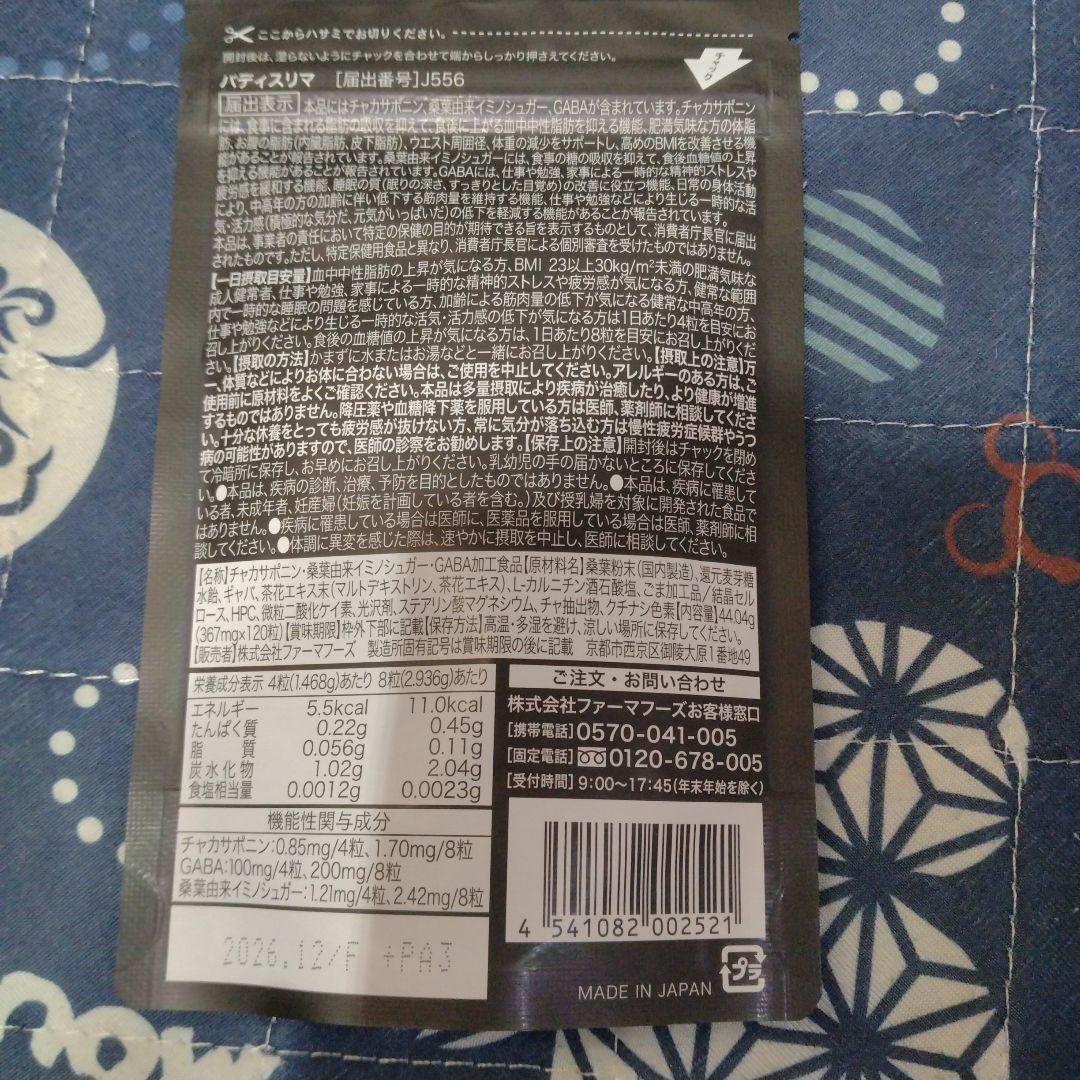 ここからハサミでお切りください。
開封後は、湿らないようにチャックを合わせて端からしっかり押さえてください。
チャック
バディスリマ [届出番号]J556
届出表示 本品にはチャカサポニン、桑葉由来イミノシュガー、GABAが含まれています。チャカサポニン
には、食事に含まれる脂肪の吸収を抑えて、食後に上がる血中中性脂肪を抑える機能、肥満気味な方の体脂
肪、お腹の脂肪(内臓脂肪、皮下脂肪)、ウエスト周囲径、体重の減少をサポートし、高めのBMIを改善させる機
能があることが報告されています。桑葉由来イミノシュガーには、食事の糖の吸収を抑えて、食後血糖値の上昇
を抑える機能があることが報告されています。GABAには、仕事や勉強、家事による一時的な精神的ストレスや
疲労感を緩和する機能、睡眠の質(眠りの深さ、すっきりとした目覚め)の改善に役立つ機能、日常の身体活動
により、中高年の方の加齢に伴い低下する筋肉量を維持する機能、仕事や勉強などにより生じる一時的な活
気・活力感(積極的な気分だ、元気がいっぱいだ)の低下を軽減する機能があることが報告されています。
本品は、事業者の責任において特定の保健の目的が期待できる旨を表示するものとして、消費者庁長官に届出
されたものです。ただし、特定保健用食品と異なり、消費者庁長官による個別審査を受けたものではありません。
【一日摂取目安量】血中中性脂肪の上昇が気になる方、BMI 23以上30kg/m²未満の肥満気味な
成人健常者、仕事や勉強、家事による一時的な精神的ストレスや疲労感が気になる方、健常な範囲
内で一時的な睡眠の問題を感じている方、加齢による筋肉量の低下が気になる健常な中高年の方、
仕事や勉強などにより生じる一時的な活気・活力感の低下が気になる方は1日あたり4粒を目安にお
召し上がりください。食後の血糖値の上昇が気になる方は、1日あたり8粒を目安にお召し上がりくだ
さい。【摂取の方法】かまずに水またはお湯などと一緒にお召し上がりください。【摂取上の注意】万
一、体質などによりお体に合わない場合は、ご使用を中止してください。アレルギーのある方は、ご
使用前に原材料をよくご確認ください。本品は多量摂取により疾病が治癒したり、より健康が増進
するものではありません。降圧薬や血糖降下薬を服用している方は医師、薬剤師に相談してくださ
い。十分な休養をとっても疲労感が抜けない方、常に気分が落ち込む方は慢性疲労症候群やうつ
病の可能性がありますので、医師の診察をお勧めします。【保存上の注意】開封後はチャックを閉め
て冷暗所に保存し、お早めにお召し上がりください。乳幼児の手の届かないところに保存してくださ
い。●本品は、疾病の診断、治療、予防を目的としたものではありません。●本品は、疾病に罹患して
いる者、未成年者、妊産婦(妊娠を計画している者を含む。)及び授乳婦を対象に開発された食品で
はありません。●疾病に罹患している場合は医師に、医薬品を服用している場合は医師、薬剤師に相
談してください。●体調に異変を感じた際は、速やかに摂取を中止し、医師に相談してください。
【名称】チャカサポニン・桑葉由来イミノシュガー・GABA加工食品【原材料名】桑葉粉末(国内製造)、還元麦芽糖
水飴、ギャバ、茶花エキス末(マルトデキストリン、茶花エキス)、L-カルニチン酒石酸塩、ごま加工品/結晶セル
ロース、HPC、微粒二酸化ケイ素、光沢剤、ステアリン酸マグネシウム、チャ抽出物、クチナシ色素【内容量】44.04g
(367mg×120粒)【賞味期限】枠外下部に記載【保存方法】高温・多湿を避け、涼しい場所に保存してください。
【販売者】株式会社ファーマフーズ 製造所固有記号は賞味期限の後に記載 京都市西京区御陵大原1番地49
栄養成分表示 4粒(1.468g)あたり 8粒(2.936g)あたり
エネルギー 5.5kcal 11.0kcal
たんぱく質 0.22g 0.45g
脂質 0.056g 0.11g
炭水化物 1.02g 2.04g
食塩相当量 0.0012g 0.0023g
機能性関与成分
チャカサポニン:0.85mg/4粒、1.70mg/8粒
GABA:100mg/4粒、200mg/8粒
桑葉由来イミノシュガー:1.21mg/4粒、2.42mg/8粒
2026.12/F +PA3
ご注文・お問い合わせ
株式会社ファーマフーズお客様窓口
[携帯電話]0570-041-005
[固定電話]0120-678-005
[受付時間]9:00〜17:45(年末年始を除く)
4 541082 002521
プラ
MADE IN JAPAN